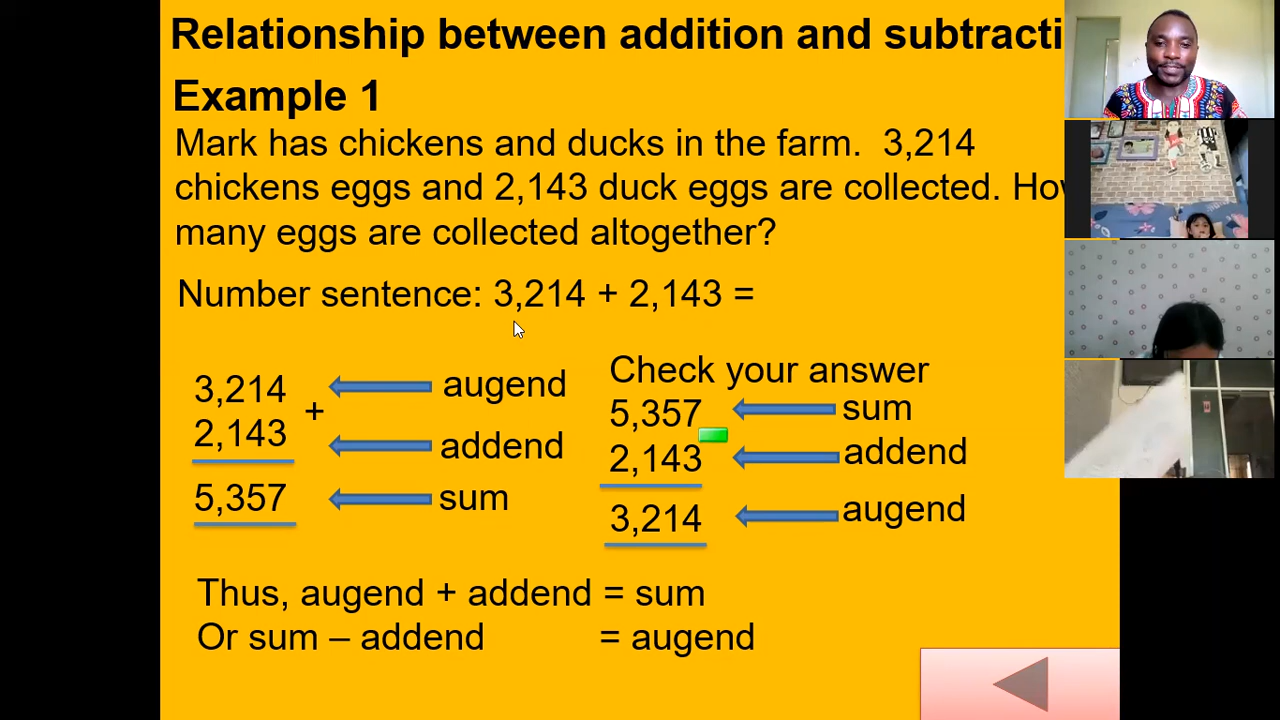 Relationship between addition and subtracti
Example 1
Mark has chickens and ducks in the farm. 3,214
chickens eggs and 2,143 duck eggs are collected. How
many eggs are collected altogether?
Number sentence: 3,214 + 2,143 =
3,214
+
2,143
5,357
augend
addend
sum
Check your answer
5,357
2,143
3,214
sum
addend
augend
Thus, augend + addend = sum
Or sum – addend = augend